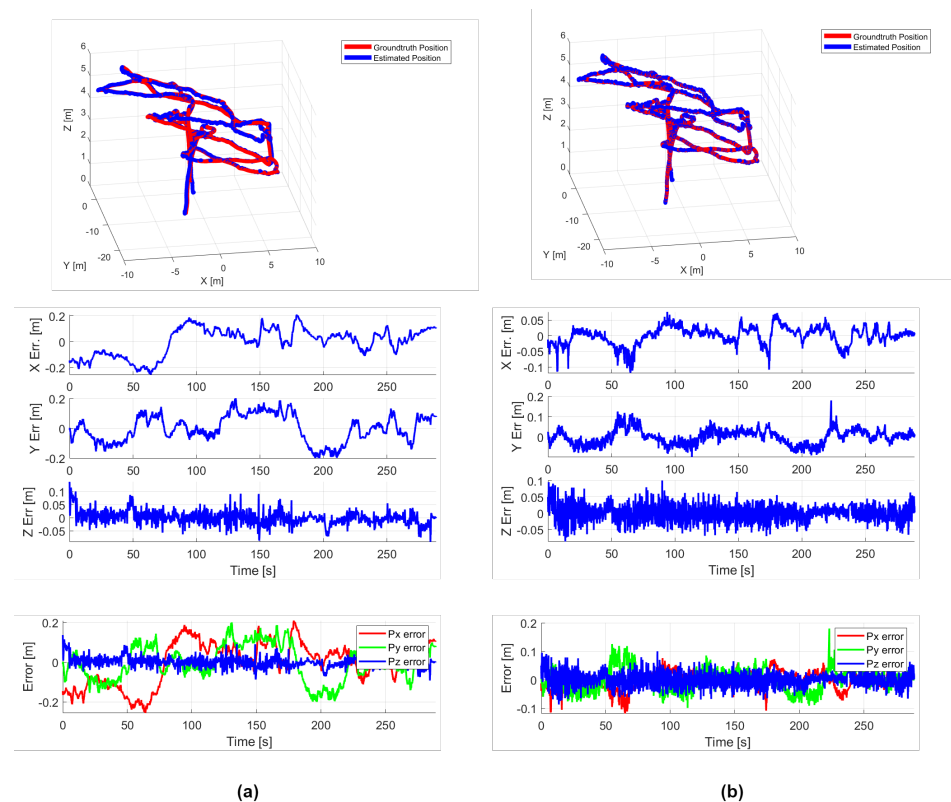 6
5
4
3
2
1
0
Z [m]
0
-10
-20
Y [m]
-10
-5
0
5
10
X [m]
Groundtruth Position
Estimated Position
6
5
4
3
2
1
0
Z [m]
0
-10
-20
Y [m]
-10
-5
0
5
10
X [m]
Groundtruth Position
Estimated Position
0.2
0
-0.2
X Err. [m]
0 50 100 150 200 250
0.2
0
-0.2
Y Err [m]
0 50 100 150 200 250
0.1
0.05
0
-0.05
Z Err [m]
0 50 100 150 200 250
Time [s]
0.05
0
-0.05
-0.1
X Err. [m]
0 50 100 150 200 250
0.2
0.1
0
Y Err [m]
0 50 100 150 200 250
0.1
0.05
0
-0.05
Z Err [m]
0 50 100 150 200 250
Time [s]
0.2
0
-0.2
Error [m]
Px error
Py error
Pz error
0 50 100 150 200 250
Time [s]
0.2
0.1
0
-0.1
Error [m]
Px error
Py error
Pz error
0 50 100 150 200 250
Time [s]
(a)
(b)